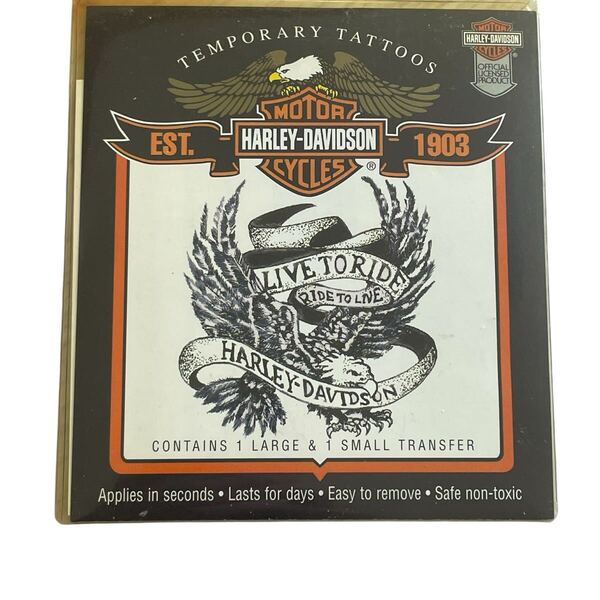 TEMPORARY TATTOOS
MOTOR
HARLEY-DAVIDSON
CYCLES
OFFICIAL
LICENSED
PRODUCT
MOTOR
EST. HARLEY-DAVIDSON 1903
CYCLES ®
LIVE TO RIDE
RIDE TO LIVE
HARLEY-DAVIDSON
CONTAINS 1 LARGE & 1 SMALL TRANSFER
Applies in seconds • Lasts for days • Easy to remove • Safe non-toxic